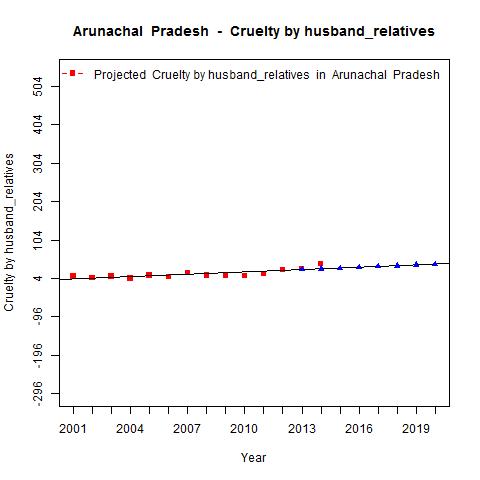 Arunachal Pradesh - Cruelty by husband_relatives
Projected Cruelty by husband_relatives in Arunachal Pradesh
Cruelty by husband_relatives
504
404
304
204
104
4
-96
-196
-296
2001 2004 2007 2010 2013 2016 2019
Year